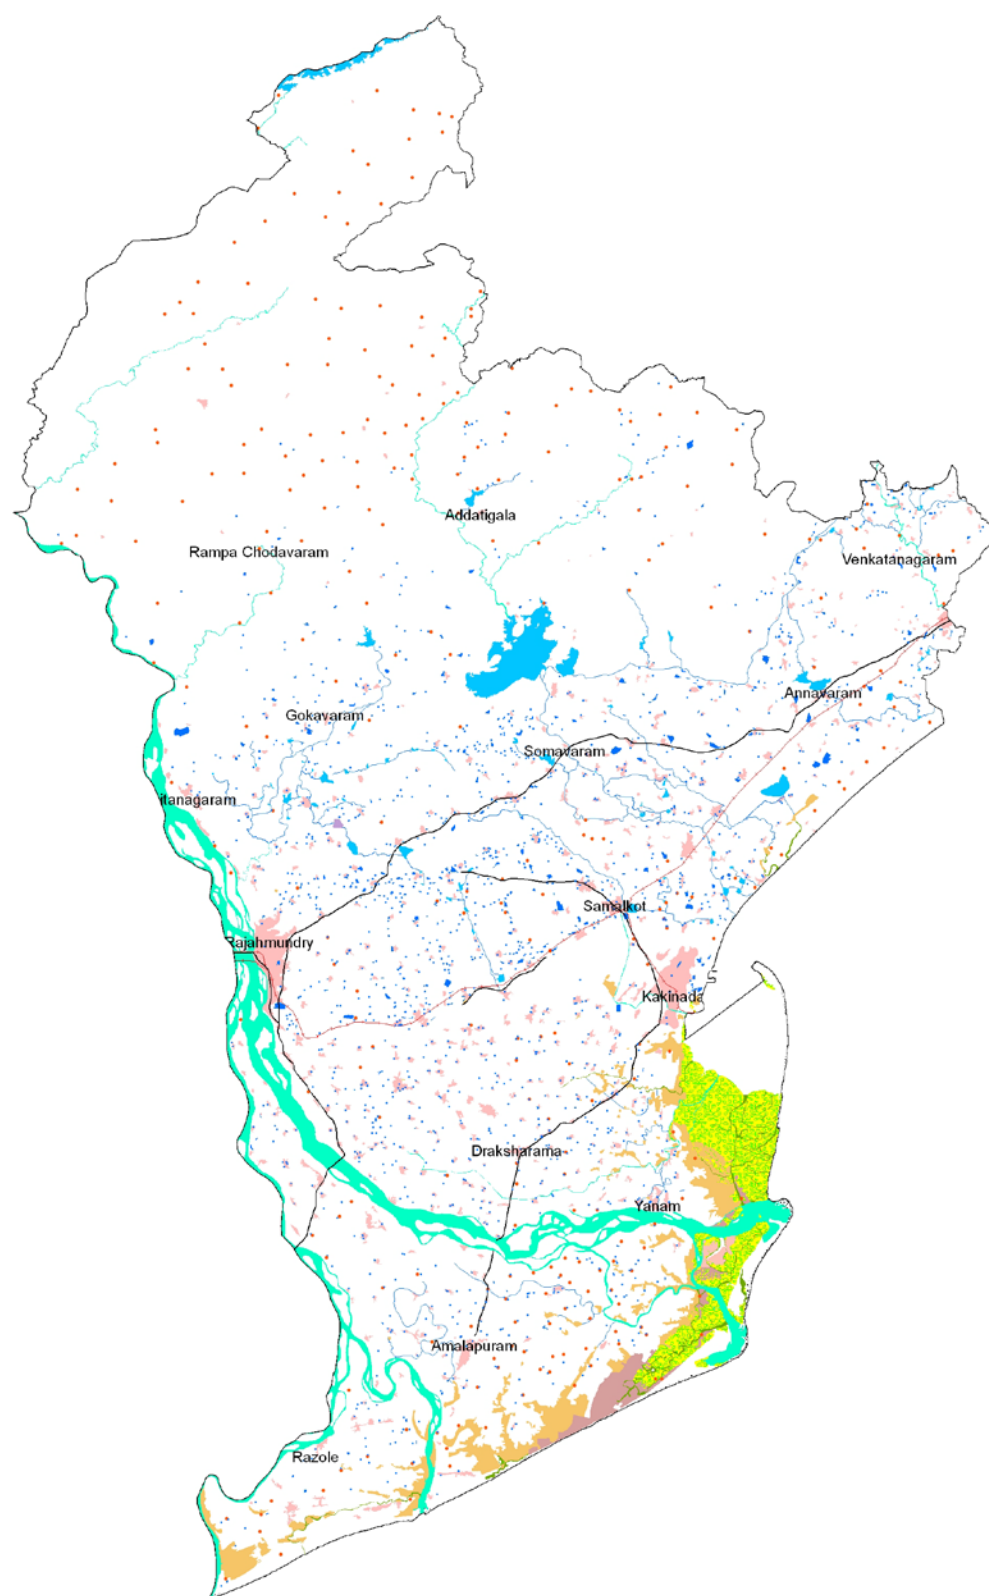 Addatigala
Rampa Chodavaram
Venkatanagaram
Annavaram
Gokavaram
Somavaram
itanagaram
Samalkot
Rajahmundry
Kakinada
Draksharama
Yanam
Amalapuram
Razole